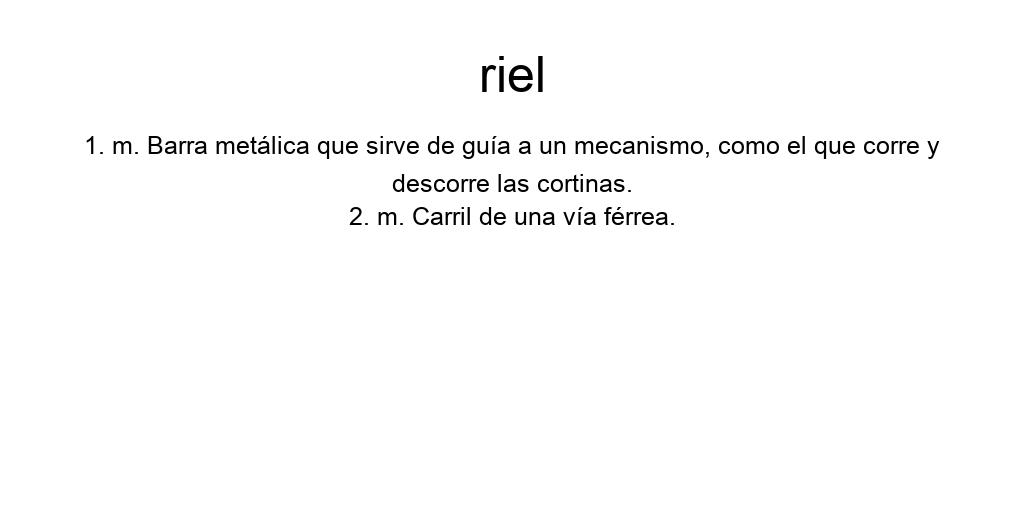 riel
1. m. Barra metálica que sirve de guía a un mecanismo, como el que corre y
descorre las cortinas.
2. m. Carril de una vía férrea.